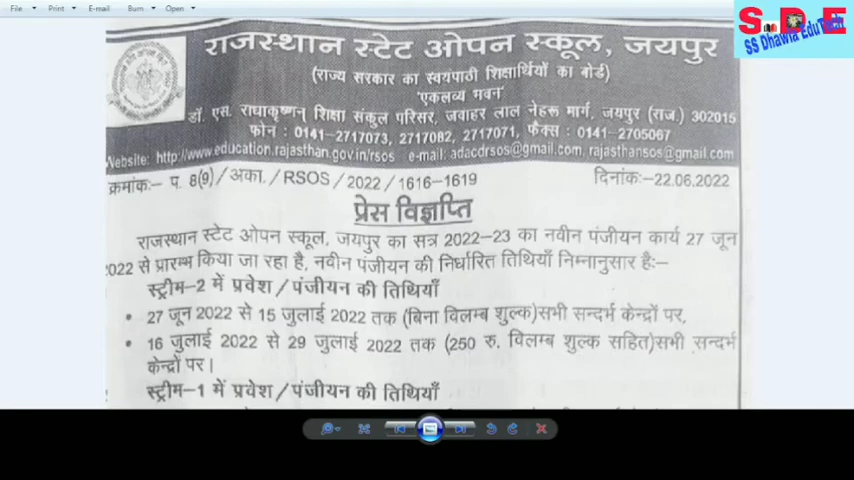 File Print E-mail Burn Open
SDE
SS Dhawla EduTech
राजस्थान स्टेट ओपन स्कूल, जयपुर
(राज्य सरकार का स्वयंपाठी शिक्षार्थियों का बोर्ड)
'एकलव्य भवन'
डॉ. एस. राधाकृष्णन् शिक्षा संकुल परिसर, जवाहर लाल नेहरू मार्ग, जयपुर (राज.) 302015
फोन : 0141-2717073, 2717082, 2717071, फैक्स : 0141-2705067
Website: http://www.education.rajasthan.gov.in/rsos e-mail: adacdrsos@gmail.com, rajasthansos@gmail.com
क्रमांकः- प. 8(9)/अका./RSOS/2022/1616-1619 दिनांकः-22.06.2022
प्रेस विज्ञप्ति
राजस्थान स्टेट ओपन स्कूल, जयपुर का सत्र 2022-23 का नवीन पंजीयन कार्य 27 जून
2022 से प्रारम्भ किया जा रहा है, नवीन पंजीयन की निर्धारित तिथियाँ निम्नानुसार हैः-
स्ट्रीम-2 में प्रवेश/पंजीयन की तिथियाँ
• 27 जून 2022 से 15 जुलाई 2022 तक (बिना विलम्ब शुल्क)सभी सन्दर्भ केन्द्रों पर,
• 16 जुलाई 2022 से 29 जुलाई 2022 तक (250 रु. विलम्ब शुल्क सहित)सभी सन्दर्भ
केन्द्रों पर।
स्ट्रीम-1 में प्रवेश/पंजीयन की तिथियाँ